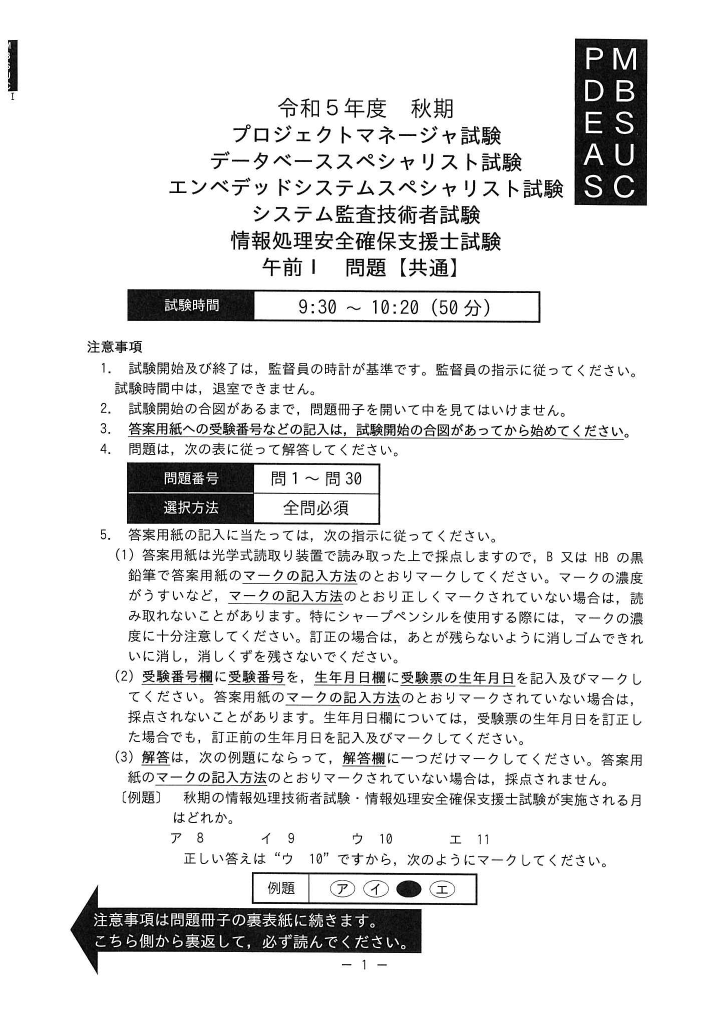 PM
DB
ES
AU
SC
令和５年度　秋期
プロジェクトマネージャ試験
データベーススペシャリスト試験
エンベデッドシステムスペシャリスト試験
システム監査技術者試験
情報処理安全確保支援士試験
午前Ⅰ　問題【共通】
試験時間　9:30 ～ 10:20（50 分）
注意事項
1.　試験開始及び終了は，監督員の時計が基準です。監督員の指示に従ってください。
試験時間中は，退室できません。
2.　試験開始の合図があるまで，問題冊子を開いて中を見てはいけません。
3.　答案用紙への受験番号などの記入は，試験開始の合図があってから始めてください。
4.　問題は，次の表に従って解答してください。
問題番号　問１～問 30
選択方法　全問必須
5.　答案用紙の記入に当たっては，次の指示に従ってください。
(1) 答案用紙は光学式読取り装置で読み取った上で採点しますので，B 又は HB の黒
鉛筆で答案用紙のマークの記入方法のとおりマークしてください。マークの濃度
がうすいなど，マークの記入方法のとおり正しくマークされていない場合は，読
み取れないことがあります。特にシャープペンシルを使用する際には，マークの濃
度に十分注意してください。訂正の場合は，あとが残らないように消しゴムできれ
いに消し，消しくずを残さないでください。
(2) 受験番号欄に受験番号を，生年月日欄に受験票の生年月日を記入及びマークし
てください。答案用紙のマークの記入方法のとおりマークされていない場合は，
採点されないことがあります。生年月日欄については，受験票の生年月日を訂正し
た場合でも，訂正前の生年月日を記入及びマークしてください。
(3) 解答は，次の例題にならって，解答欄に一つだけマークしてください。答案用
紙のマークの記入方法のとおりマークされていない場合は，採点されません。
〔例題〕　秋期の情報処理技術者試験・情報処理安全確保支援士試験が実施される月
はどれか。
ア　8　　イ　9　　ウ　10　　エ　11
正しい答えは“ウ　10”ですから，次のようにマークしてください。
例題　ア　イ　エ
注意事項は問題冊子の裏表紙に続きます。
こちら側から裏返して，必ず読んでください。
－ 1 －